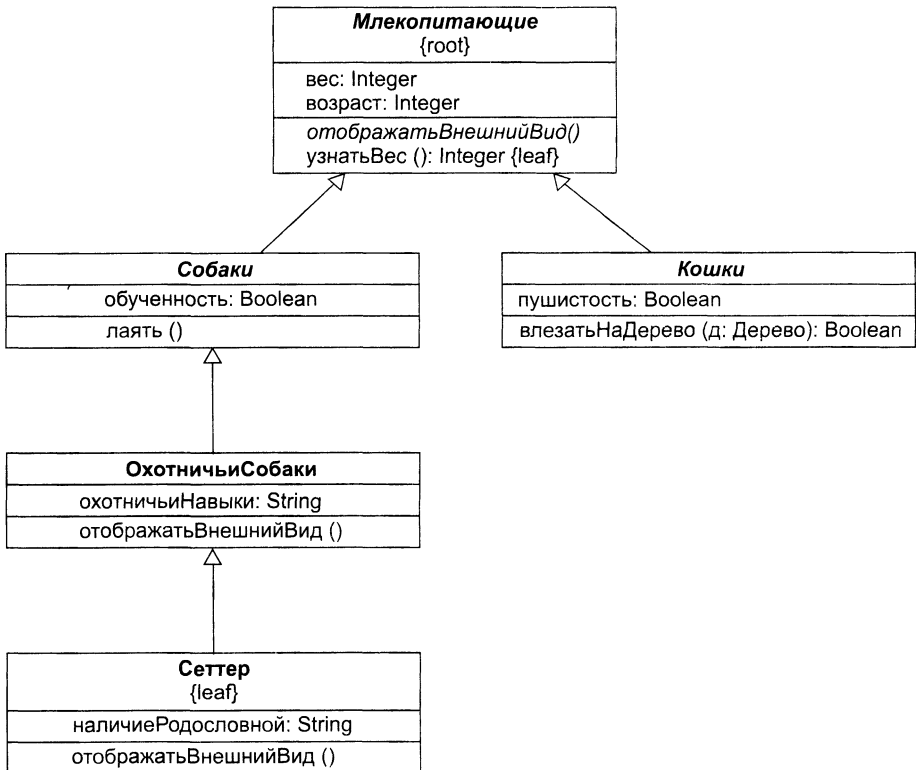 Млекопитающие
{root}
вес: Integer
возраст: Integer
отображатьВнешнийВид()
узнатьВес (): Integer {leaf}
Собаки
обученность: Boolean
лаять ()
Кошки
пушистость: Boolean
влезатьНаДерево (д: Дерево): Boolean
ОхотничьиСобаки
охотничьиНавыки: String
отображатьВнешнийВид ()
Сеттер
{leaf}
наличиеРодословной: String
отображатьВнешнийВид ()